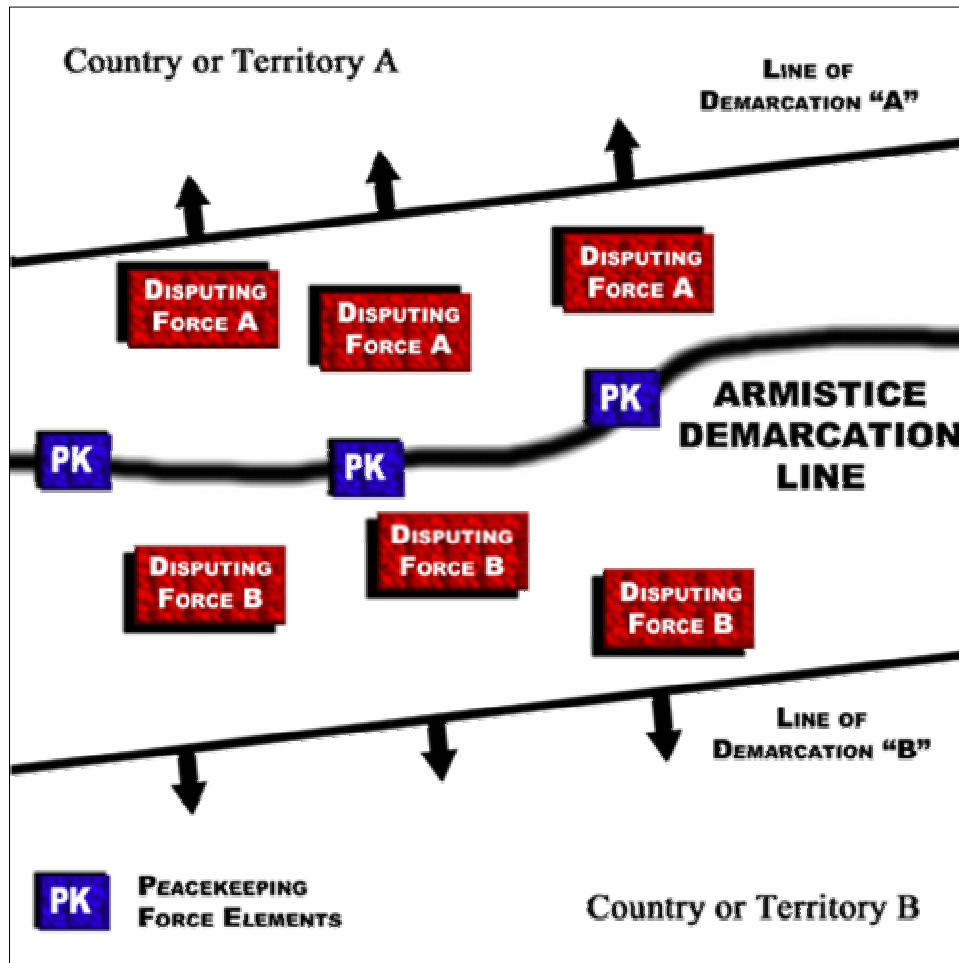 Country or Territory A
LINE OF
DEMARCATION “A”
DISPUTING
FORCE A
DISPUTING
FORCE A
DISPUTING
FORCE A
PK
PK
PK
ARMISTICE
DEMARCATION
LINE
DISPUTING
FORCE B
DISPUTING
FORCE B
DISPUTING
FORCE B
LINE OF
DEMARCATION “B”
PK
PEACEKEEPING
FORCE ELEMENTS
Country or Territory B